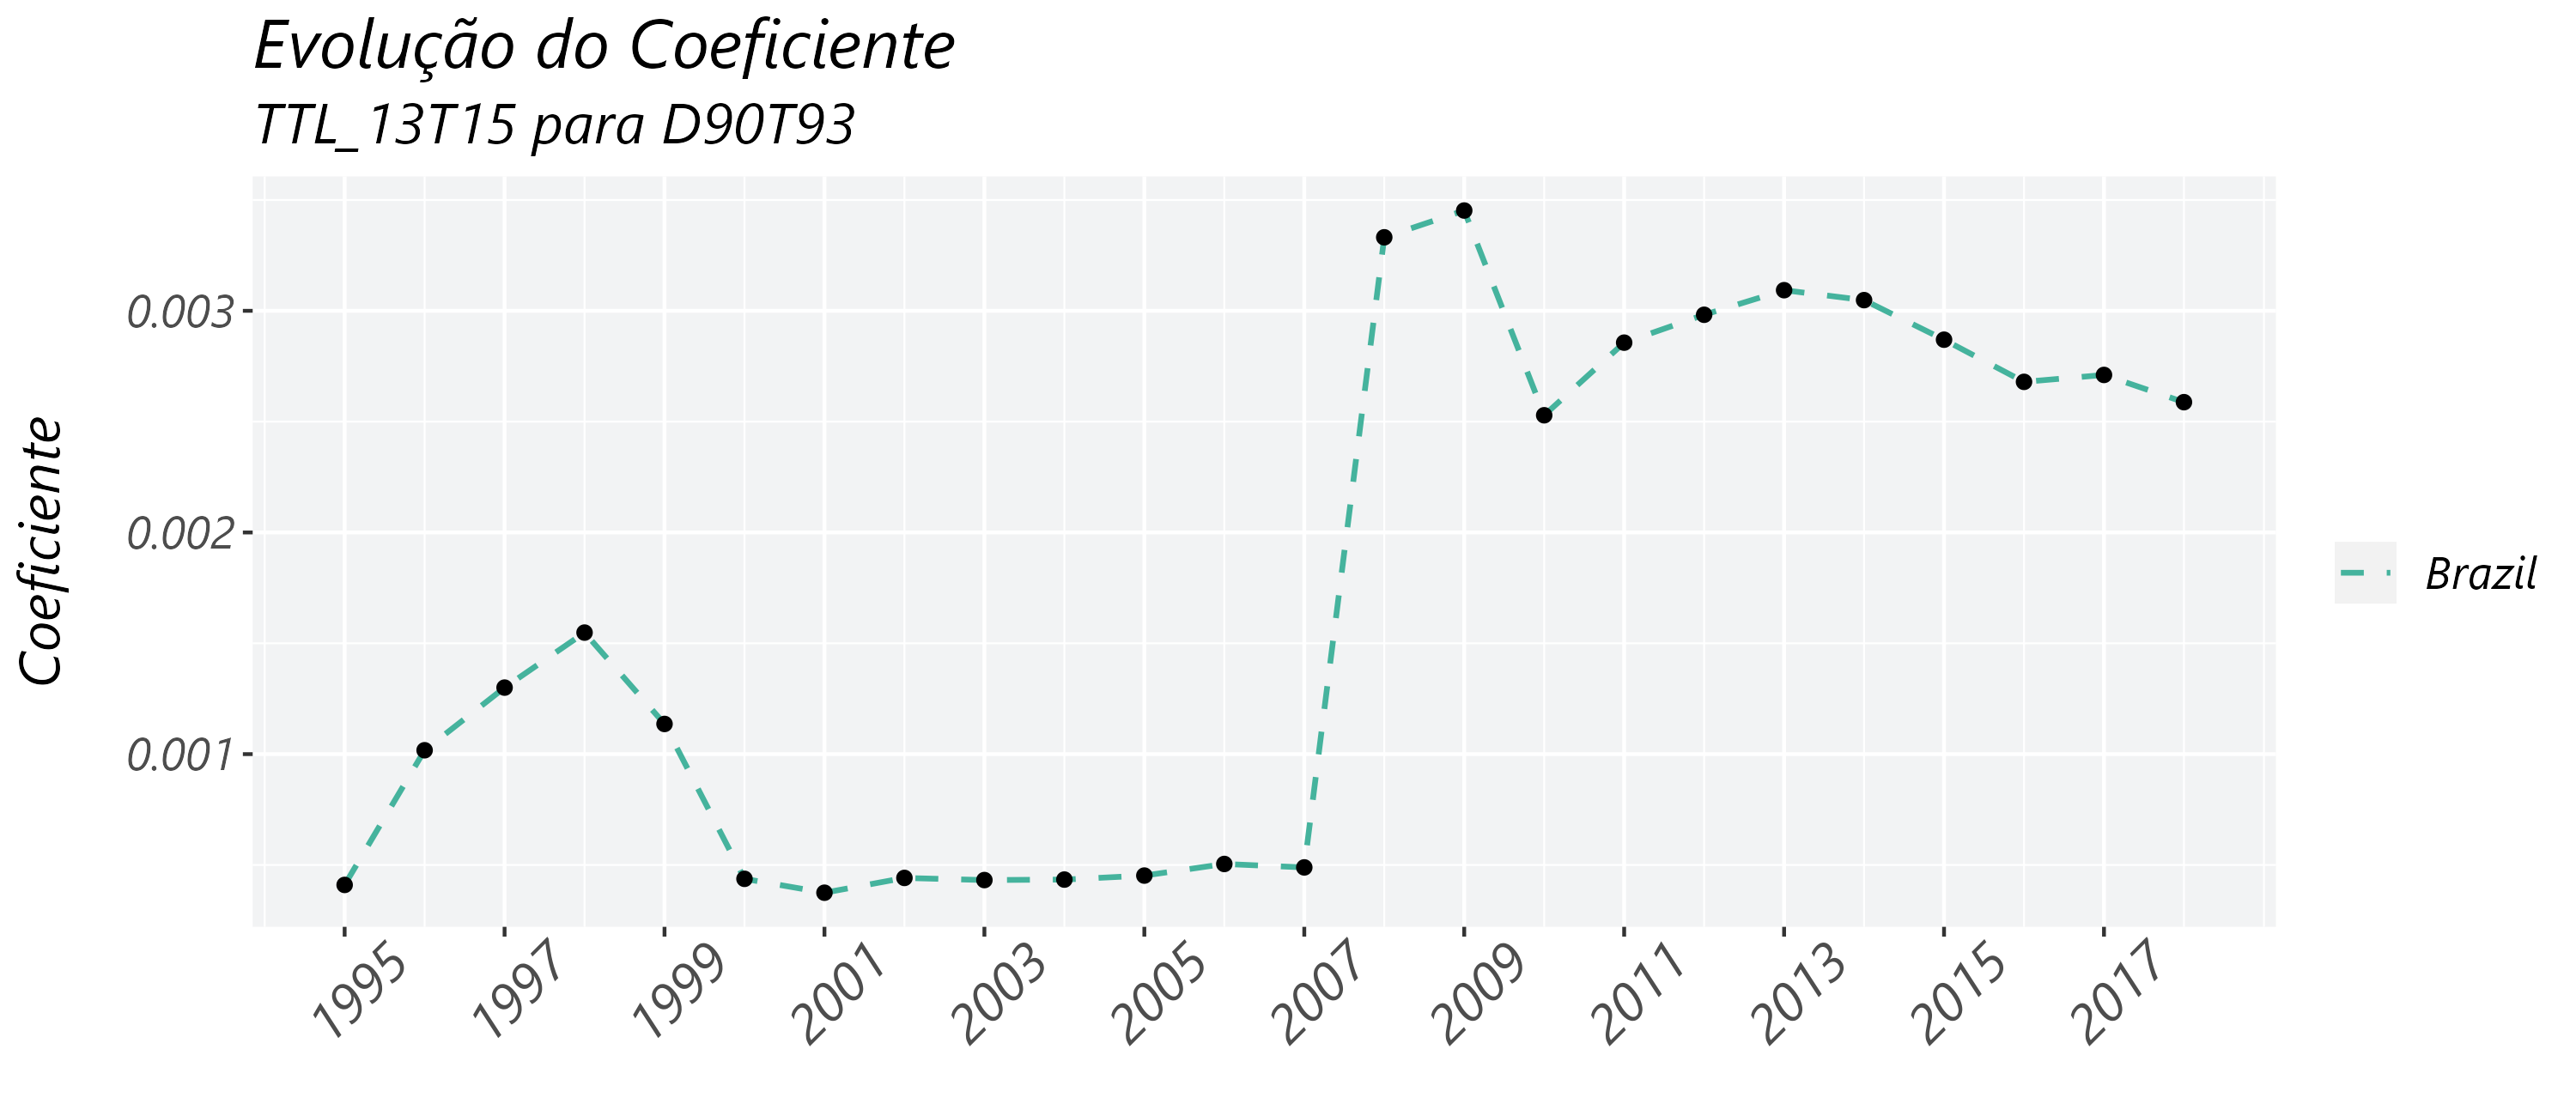 Evolução do Coeficiente
TTL_13T15 para D90T93
Coeficiente
0.003
0.002
0.001
1995 1997 1999 2001 2003 2005 2007 2009 2011 2013 2015 2017
Brazil